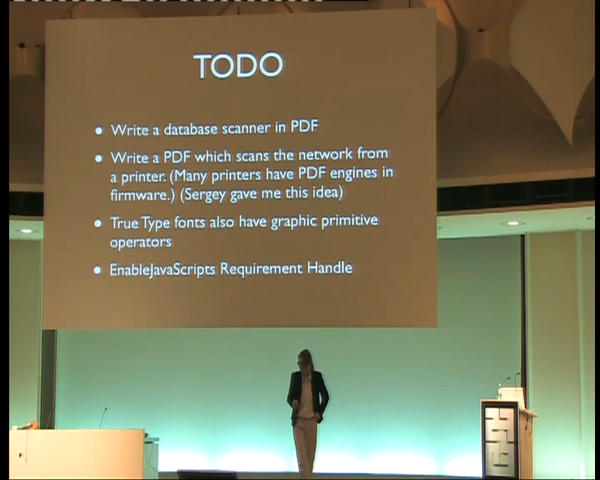 TODO
• Write a database scanner in PDF
• Write a PDF which scans the network from
a printer. (Many printers have PDF engines in
firmware.) (Sergey gave me this idea)
• True Type fonts also have graphic primitive
operators
• EnableJavaScripts Requirement Handle